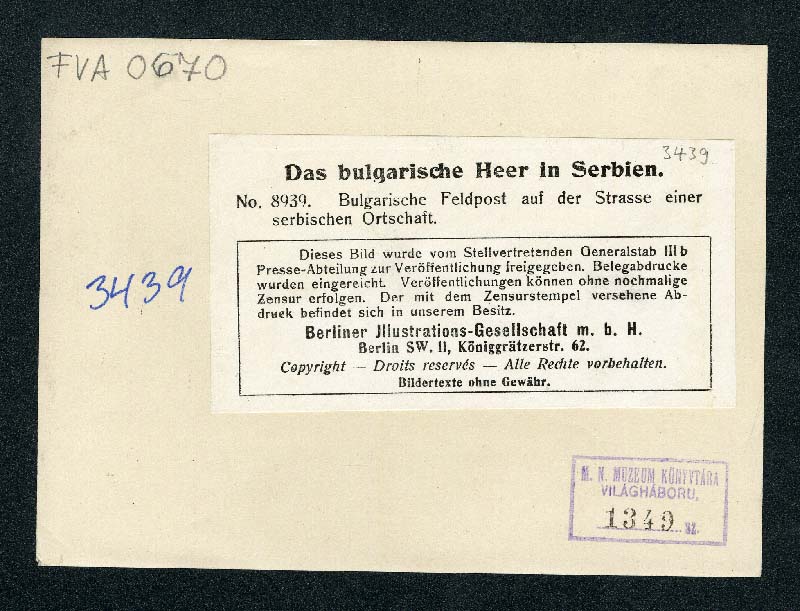 FVA 0670
3439
Das bulgarische Heer in Serbien.
No. 8939. Bulgarische Feldpost auf der Strasse einer
serbischen Ortschaft.
Dieses Bild wurde vom Stellvertretenden Generalstab III b
Presse-Abteilung zur Veröffentlichung freigegeben. Belegabdrucke
wurden eingereicht. Veröffentlichungen können ohne nochmalige
Zensur erfolgen. Der mit dem Zensurstempel versehene Ab-
druck befindet sich in unserem Besitz.
Berliner Jllustrations-Gesellschaft m. b. H.
Berlin SW. 11, Königgrätzerstr. 62.
Copyright — Droits reservés — Alle Rechte vorbehalten.
Bildertexte ohne Gewähr.
3439
M. N. MUZEUM KÖNYVTÁRA
VILÁGHÁBORU,
1349 sz.